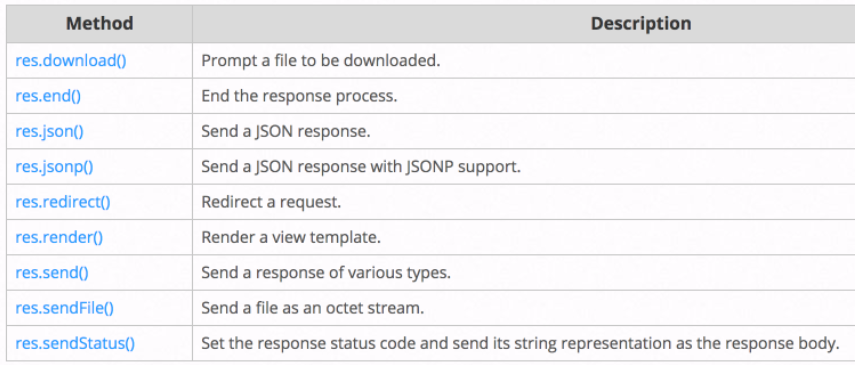 Method Description
res.download() Prompt a file to be downloaded.
res.end() End the response process.
res.json() Send a JSON response.
res.jsonp() Send a JSON response with JSONP support.
res.redirect() Redirect a request.
res.render() Render a view template.
res.send() Send a response of various types.
res.sendFile() Send a file as an octet stream.
res.sendStatus() Set the response status code and send its string representation as the response body.